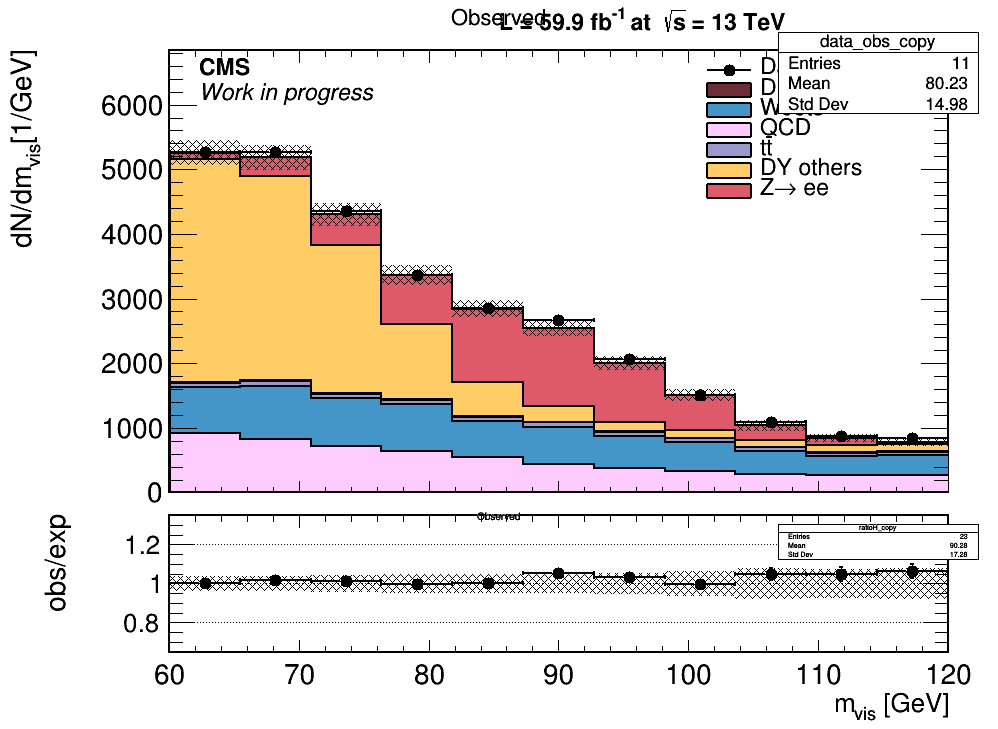 Observed
L = 59.9 fb-1 at √s = 13 TeV
data_obs_copy
Entries 11
Mean 80.23
Std Dev 14.98
CMS
Work in progress
QCD
tt̄
DY others
Z→ ee
dN/dmvis[1/GeV]
6000
5000
4000
3000
2000
1000
0
Observed
ratioH_copy
Entries 23
Mean 90.28
Std Dev 17.28
obs/exp
1.2
1
0.8
60 70 80 90 100 110 120
mvis [GeV]